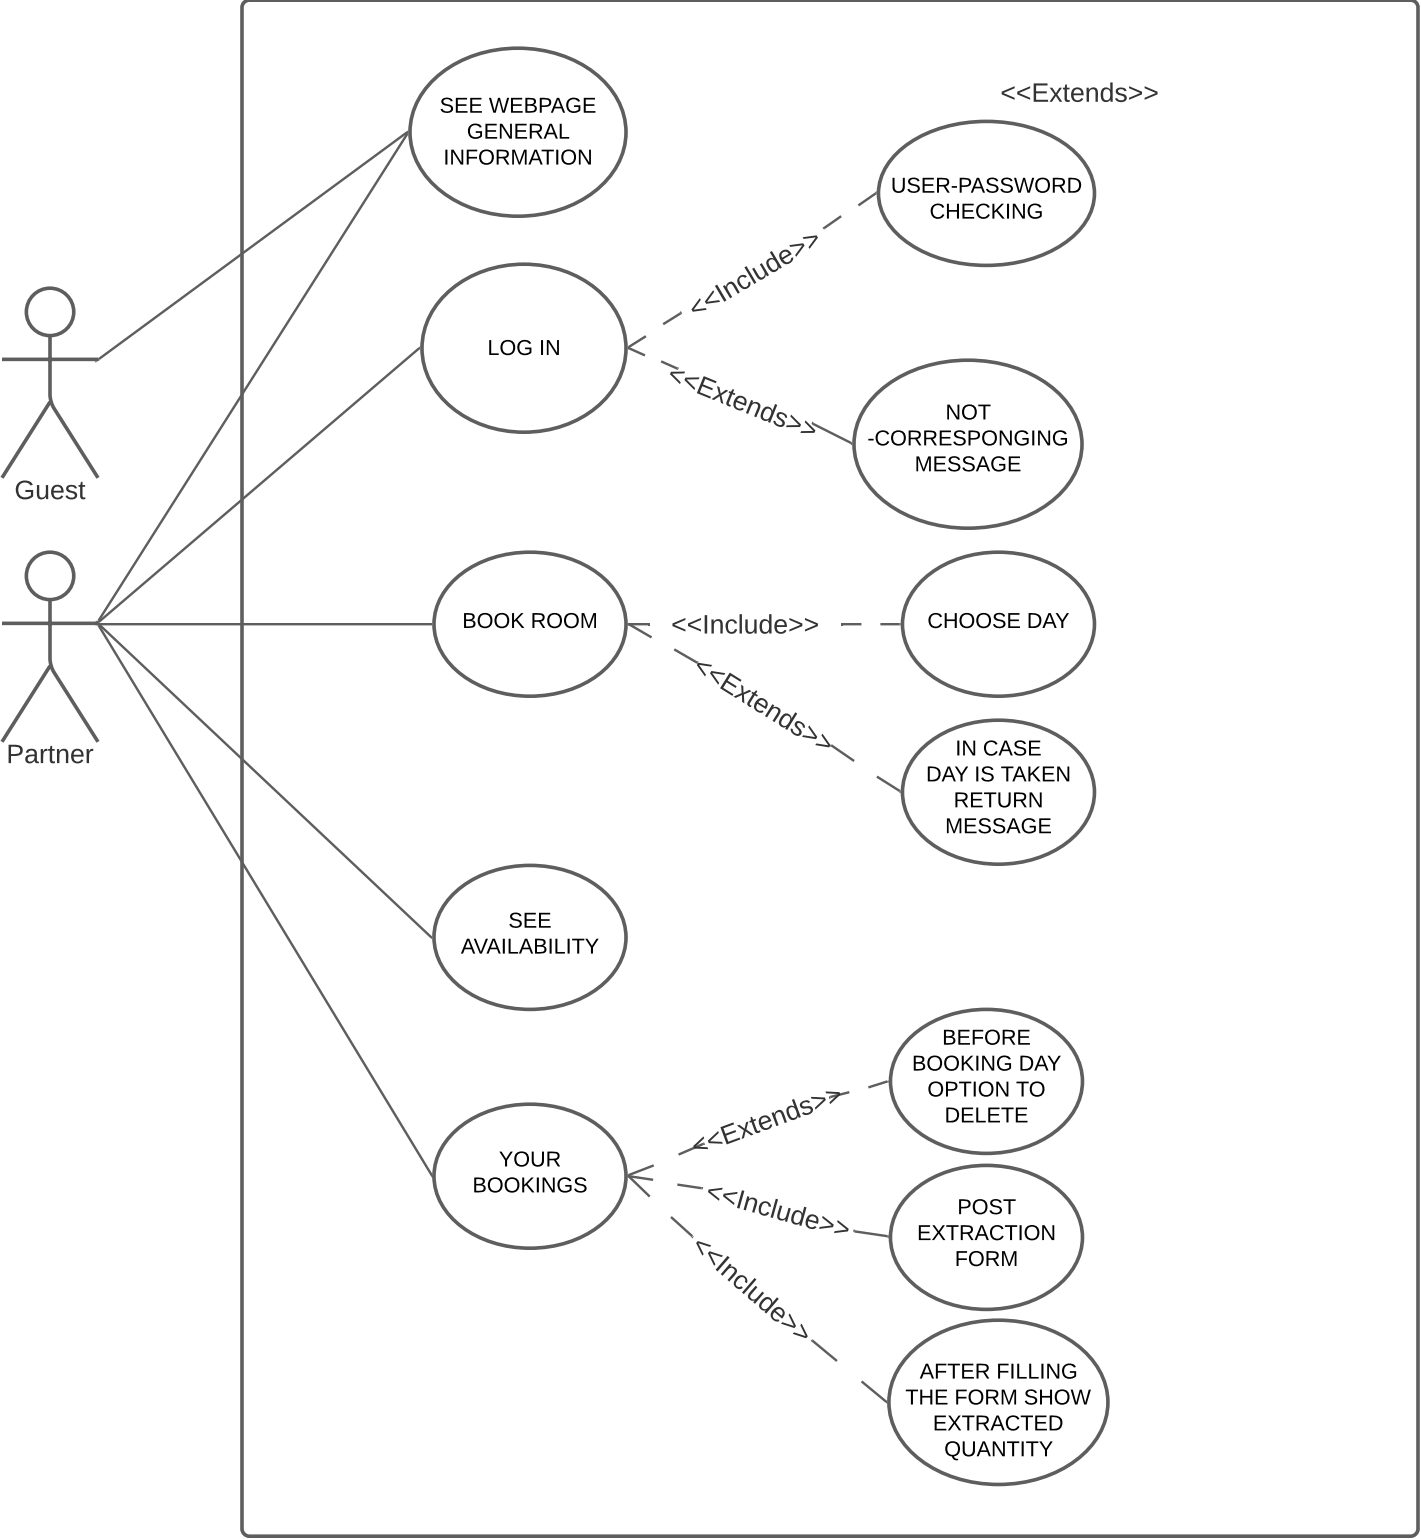 SEE WEBPAGE
GENERAL
INFORMATION
<<Extends>>
USER-PASSWORD
CHECKING
<<Include>>
LOG IN
<<Extends>>
NOT
-CORRESPONGING
MESSAGE
Guest
BOOK ROOM
<<Include>>
CHOOSE DAY
<<Extends>>
IN CASE
DAY IS TAKEN
RETURN
MESSAGE
Partner
SEE
AVAILABILITY
BEFORE
BOOKING DAY
OPTION TO
DELETE
<<Extends>>
YOUR
BOOKINGS
<<Include>>
POST
EXTRACTION
FORM
<<Include>>
AFTER FILLING
THE FORM SHOW
EXTRACTED
QUANTITY